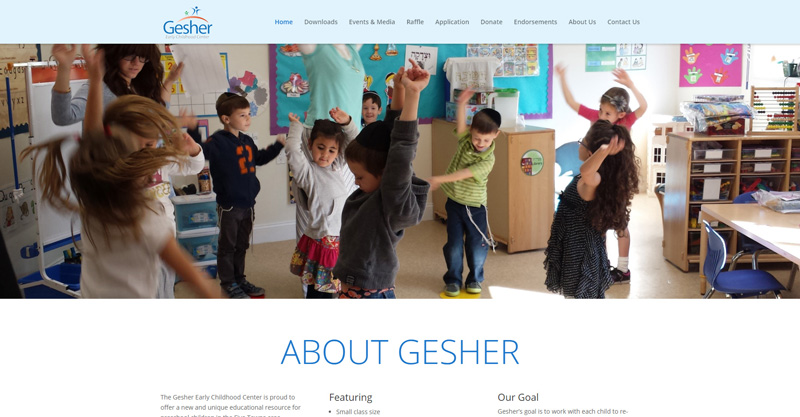 Gesher
Early Childhood Center
Home
Downloads
Events & Media
Raffle
Application
Donate
Endorsements
About Us
Contact Us
ABOUT GESHER
The Gesher Early Childhood Center is proud to
offer a new and unique educational resource for
Featuring
Small class size
Our Goal
Gesher's goal is to work with each child to re-